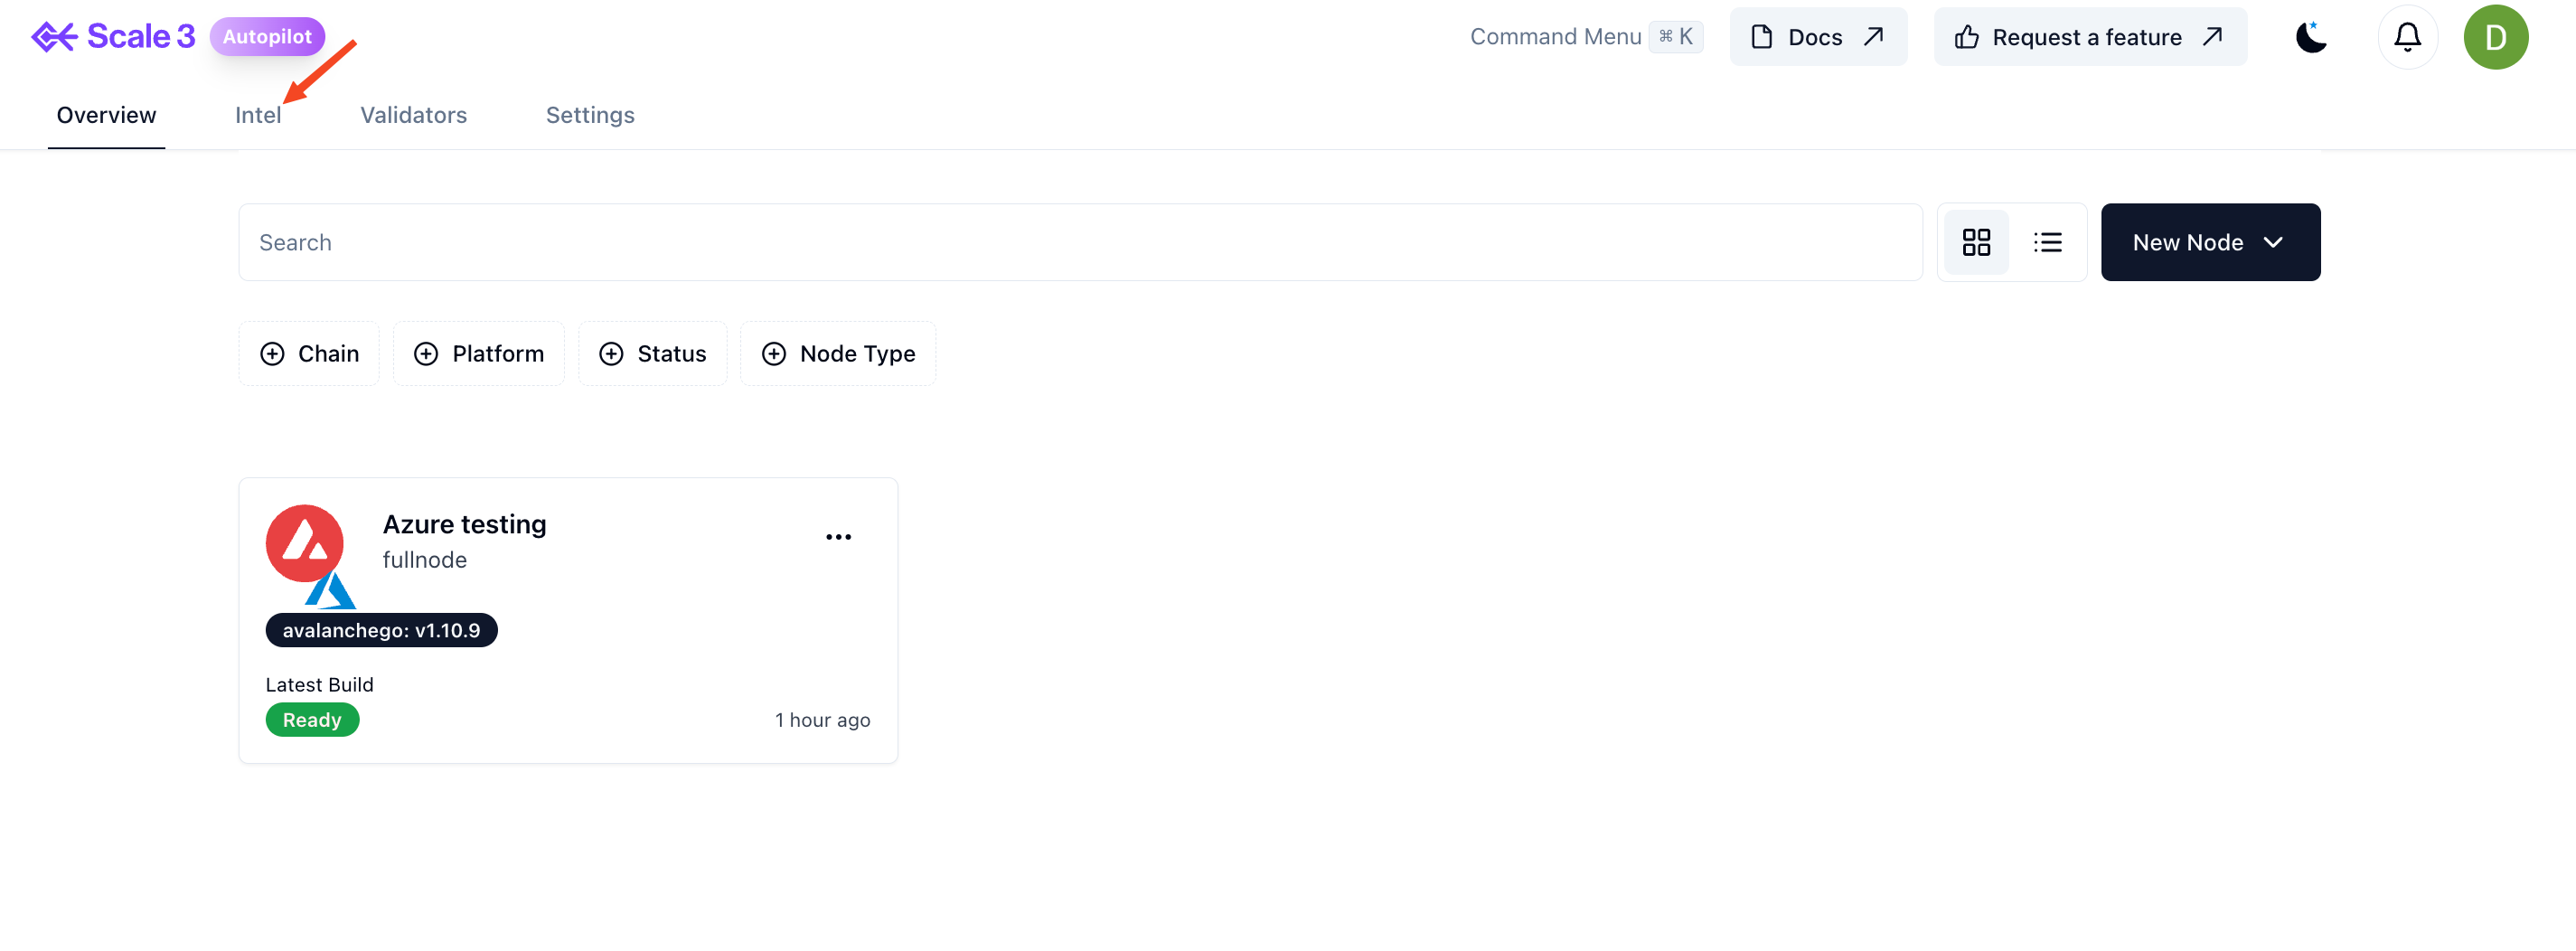 Scale 3 Autopilot
Command Menu ⌘ K
Docs
Request a feature
D
Overview
Intel
Validators
Settings
Search
New Node
Chain
Platform
Status
Node Type
Azure testing
fullnode
avalanchego: v1.10.9
Latest Build
Ready
1 hour ago